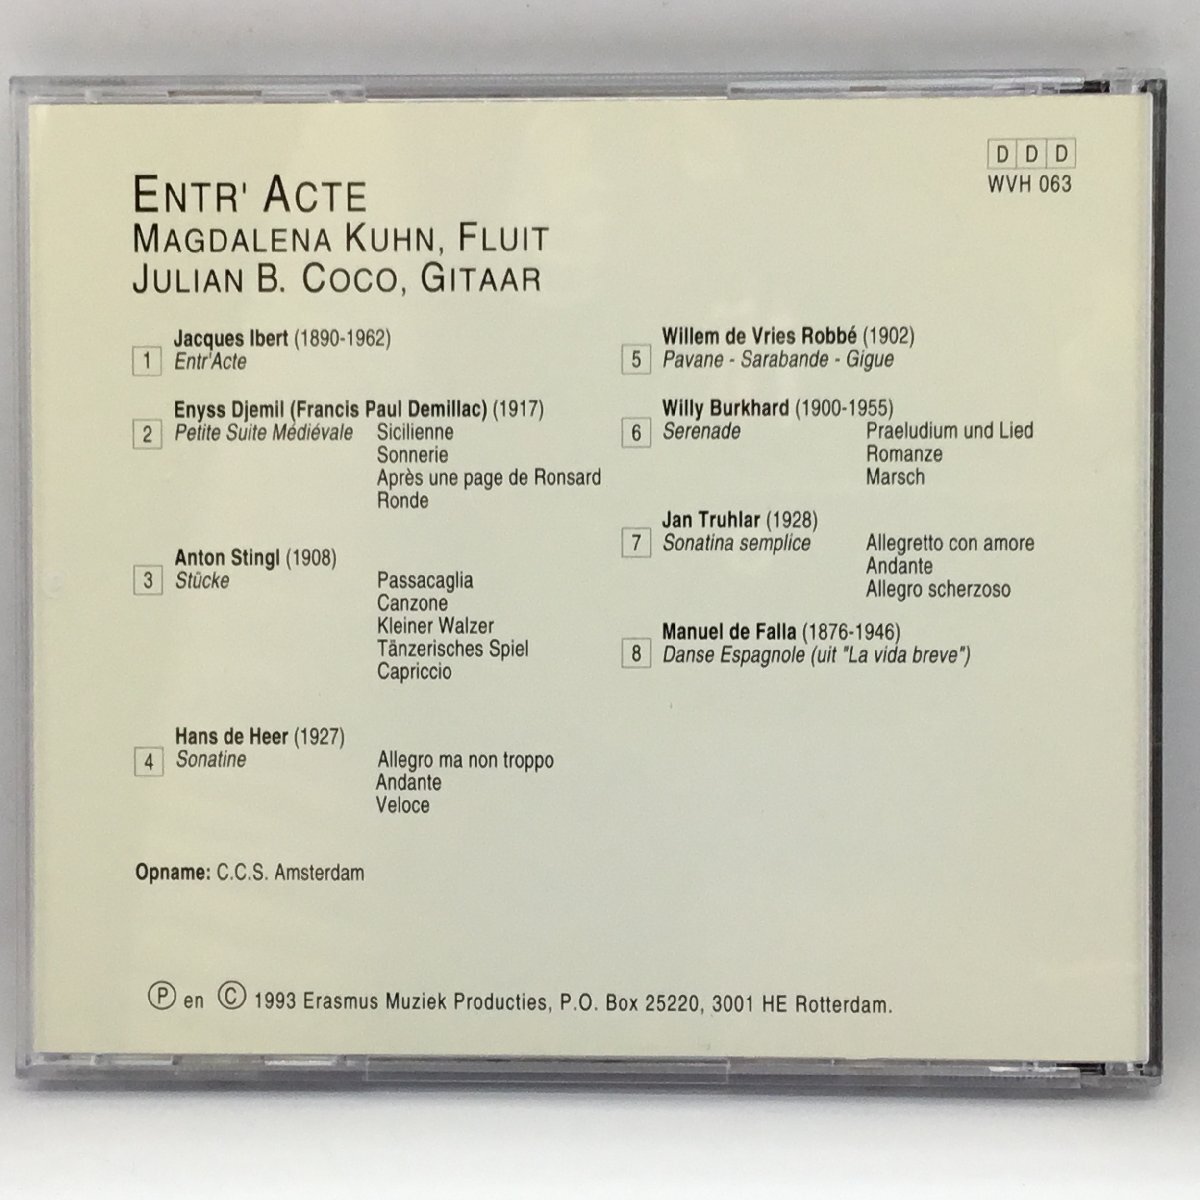 ENTR' ACTE
MAGDALENA KUHN, FLUIT
JULIAN B. COCO, GITAAR
DDD
WVH 063
Jacques Ibert (1890-1962)
1 Entr'Acte
Enyss Djemil (Francis Paul Demillac) (1917)
2 Petite Suite Médiévale Sicilienne
Sonnerie
Après une page de Ronsard
Ronde
Anton Stingl (1908)
3 Stücke Passacaglia
Canzone
Kleiner Walzer
Tänzerisches Spiel
Capriccio
Hans de Heer (1927)
4 Sonatine Allegro ma non troppo
Andante
Veloce
Willem de Vries Robbé (1902)
5 Pavane - Sarabande - Gigue
Willy Burkhard (1900-1955)
6 Serenade Praeludium und Lied
Romanze
Marsch
Jan Truhlar (1928)
7 Sonatina semplice Allegretto con amore
Andante
Allegro scherzoso
Manuel de Falla (1876-1946)
8 Danse Espagnole (uit "La vida breve")
Opname: C.C.S. Amsterdam
Ⓟ en Ⓒ 1993 Erasmus Muziek Producties, P.O. Box 25220, 3001 HE Rotterdam.